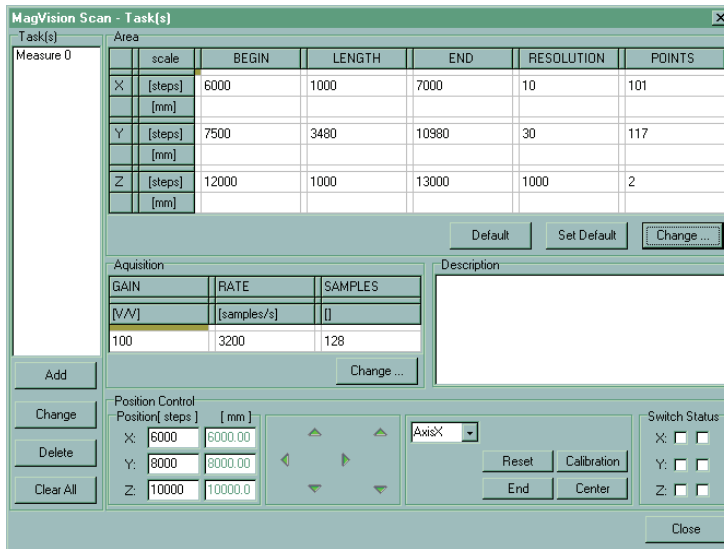 MagVision Scan - Task(s)
Task(s)
Measure 0
Add
Change
Delete
Clear All
Area
scale BEGIN LENGTH END RESOLUTION POINTS
X [steps] 6000 1000 7000 10 101
[mm]
Y [steps] 7500 3480 10980 30 117
[mm]
Z [steps] 12000 1000 13000 1000 2
[mm]
Default Set Default Change ...
Aquisition
GAIN RATE SAMPLES
[V/V] [samples/s] []
100 3200 128
Change ...
Description
Position Control
Position[ steps ] [ mm ]
X: 6000 6000.00
Y: 8000 8000.00
Z: 10000 10000.0
AxisX
Reset Calibration
End Center
Switch Status
X:
Y:
Z:
Close